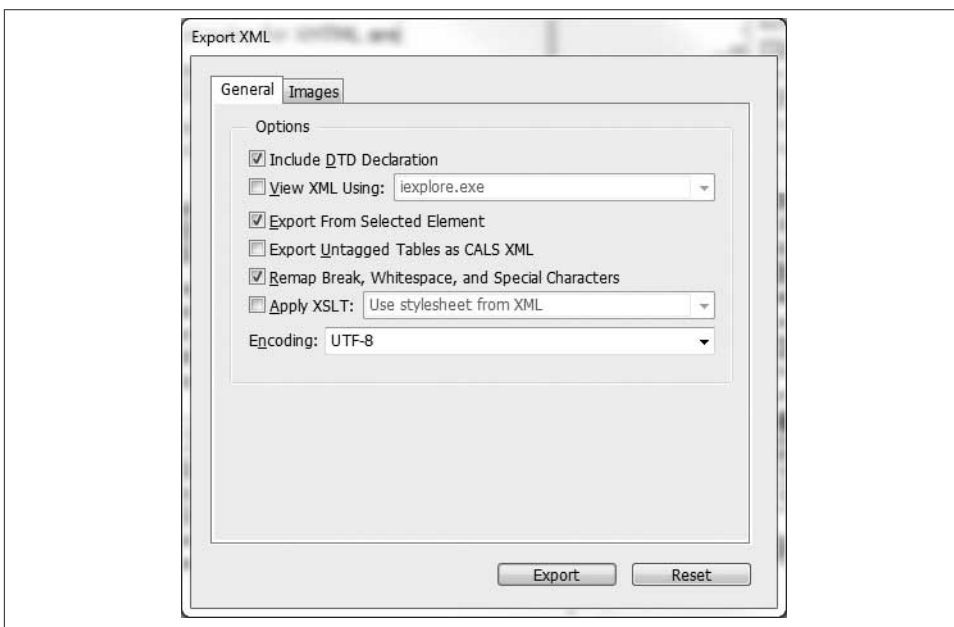 Export XML
General Images
Options
Include DTD Declaration
View XML Using: iexplore.exe
Export From Selected Element
Export Untagged Tables as CALS XML
Remap Break, Whitespace, and Special Characters
Apply XSLT: Use stylesheet from XML
Encoding: UTF-8
Export Reset